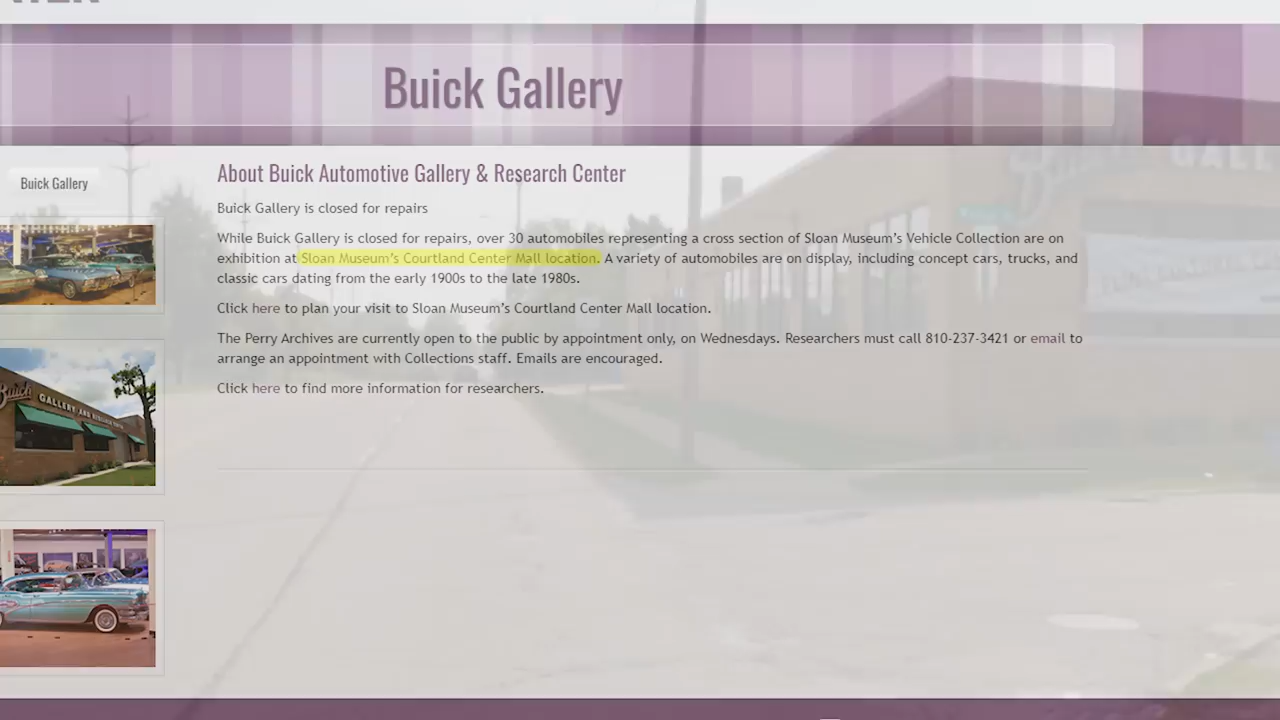 Buick Gallery
About Buick Automotive Gallery & Research Center
Buick Gallery
Buick Gallery is closed for repairs
While Buick Gallery is closed for repairs, over 30 automobiles representing a cross section of Sloan Museum's Vehicle Collection are on
exhibition at Sloan Museum's Courtland Center Mall location. A variety of automobiles are on display, including concept cars, trucks, and
classic cars dating from the early 1900s to the late 1980s.
Click here to plan your visit to Sloan Museum's Courtland Center Mall location.
The Perry Archives are currently open to the public by appointment only, on Wednesdays. Researchers must call 810-237-3421 or email to
arrange an appointment with Collections staff. Emails are encouraged.
Click here to find more information for researchers.
Buick
GALLERY AND RESEARCH CENTER